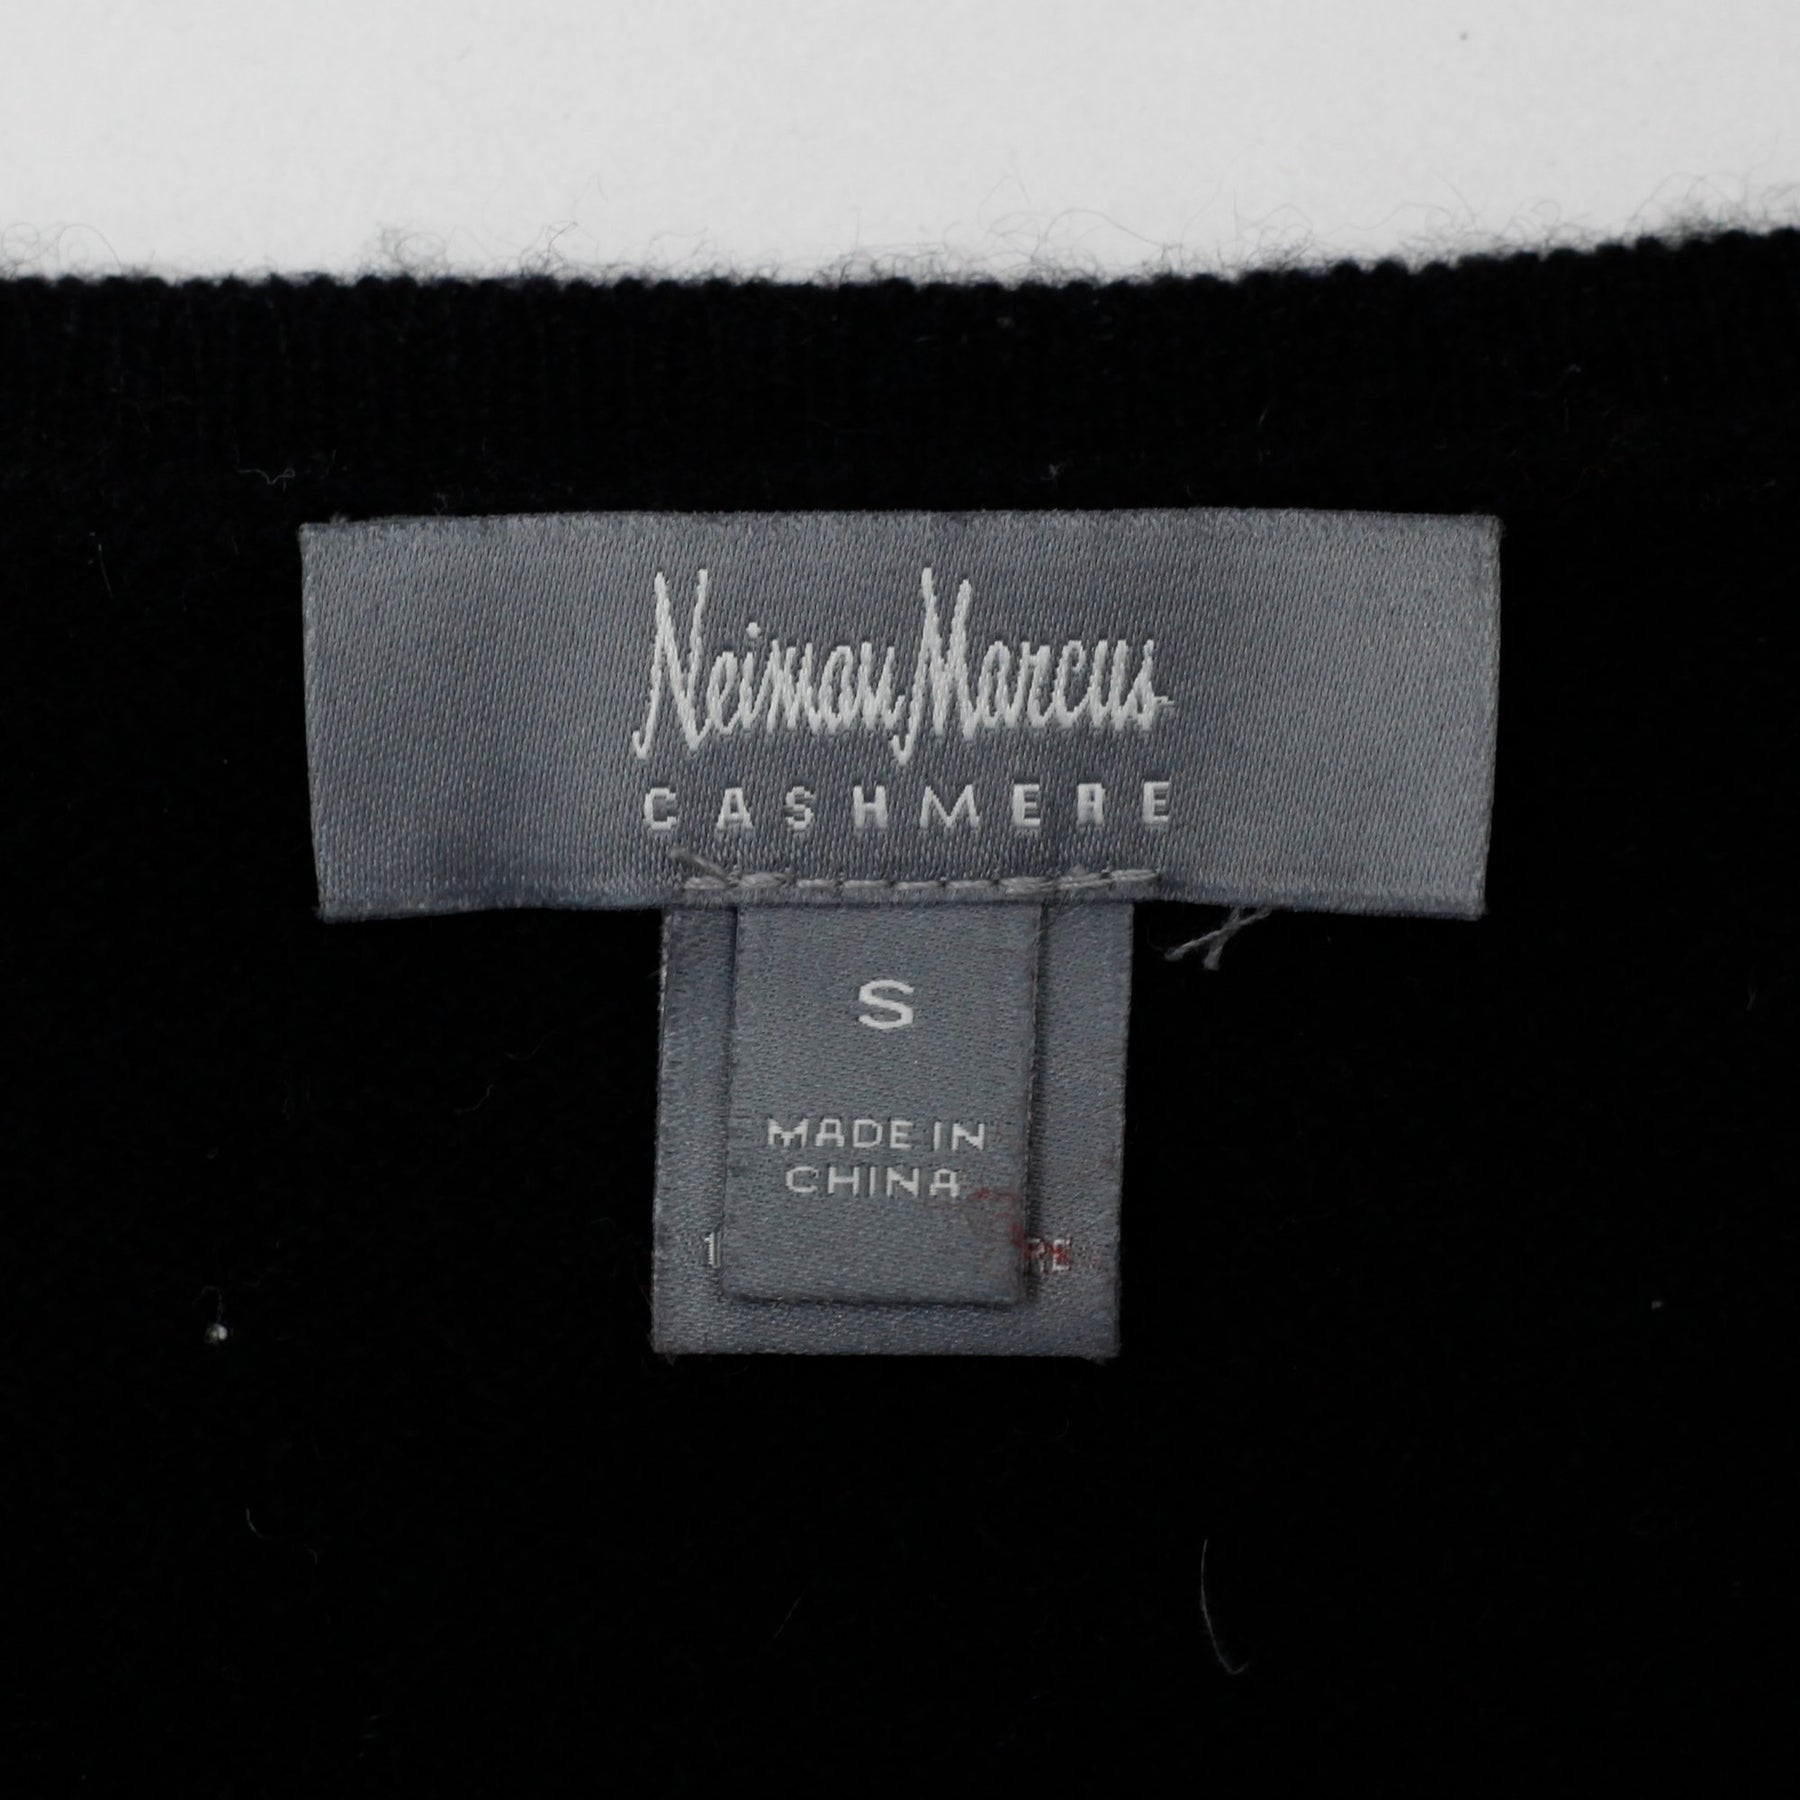 Neiman Marcus
CASHMERE
S
MADE IN
CHINA